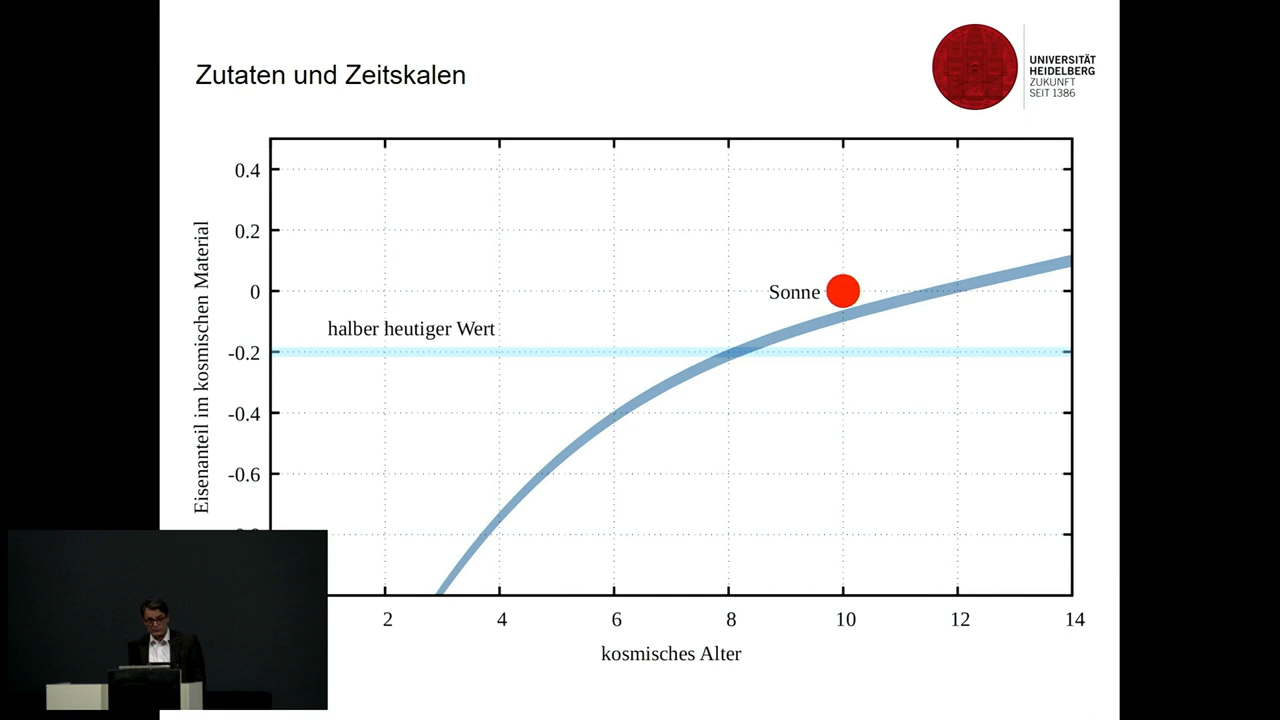 Zutaten und Zeitskalen
UNIVERSITÄT
HEIDELBERG
ZUKUNFT
SEIT 1386
Eisenanteil im kosmischen Material
0.4
0.2
0
-0.2
-0.4
-0.6
Sonne
halber heutiger Wert
2 4 6 8 10 12 14
kosmisches Alter